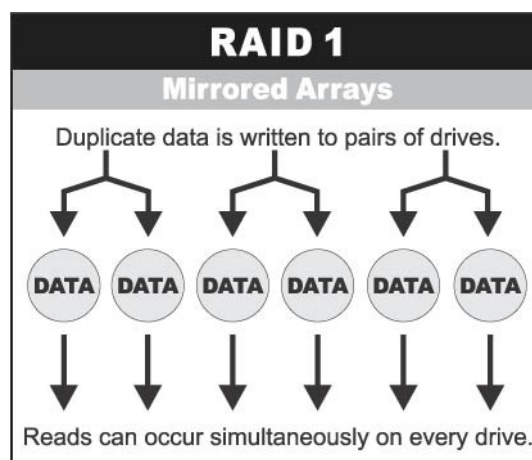 RAID 1
Mirrored Arrays
Duplicate data is written to pairs of drives.
DATA DATA DATA DATA DATA DATA
Reads can occur simultaneously on every drive.